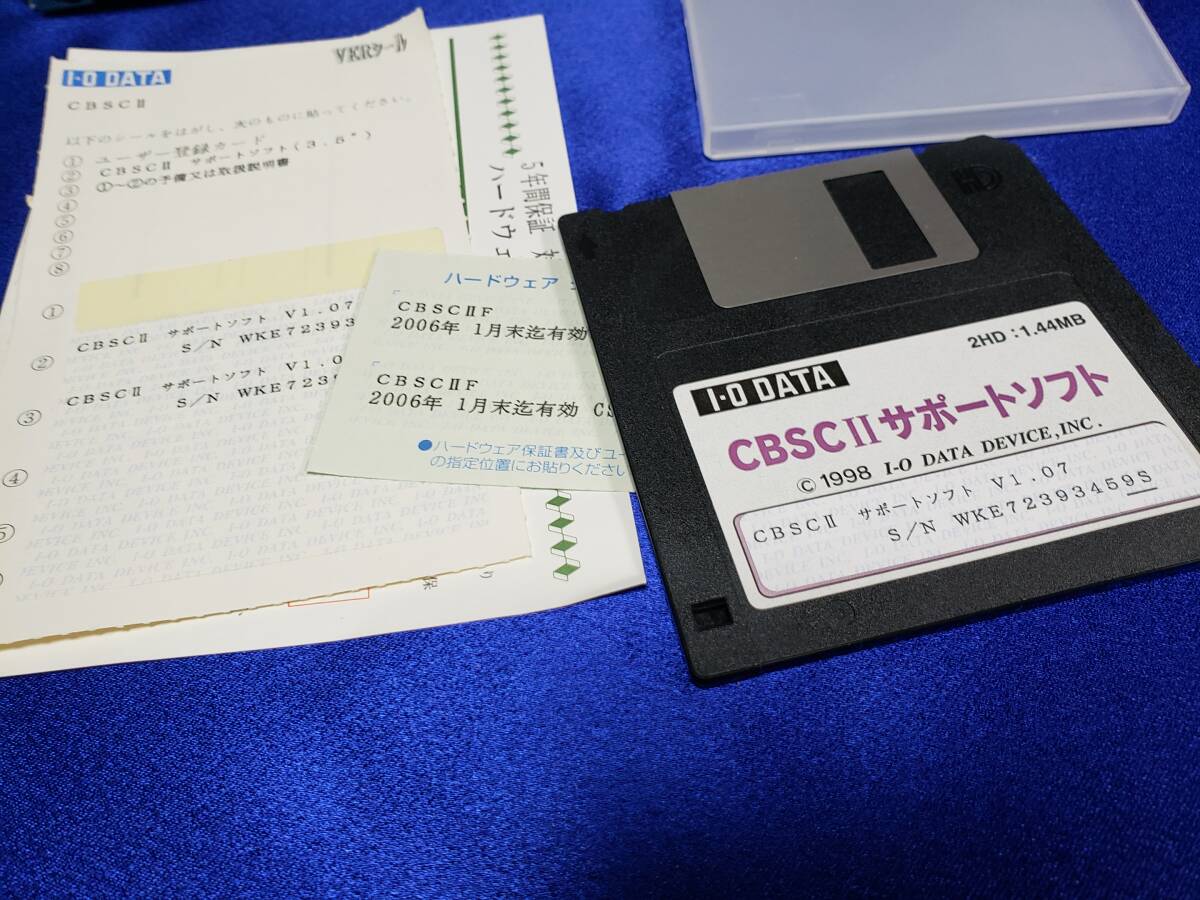 VERシール
I・O DATA
CBSCⅡ
以下のシールをはがし、次のものに貼ってください。
① ユーザー登録カード
② CBSCⅡ サポートソフト(3.5")
③ ①~②の予備又は取扱説明書
④
⑤
⑥
⑦
⑧
①
CBSCⅡ サポートソフト V1.07
S/N WKE72393
②
CBSCⅡ サポートソフト V1.0
S/N WKE7239
③
④
5
I-O DATA DEVICE INC.
5年間保証
ハードウェ
ハードウェア
CBSCⅡF
2006年 1月末迄有効
CBSCⅡF
2006年 1月末迄有効 CS
●ハードウェア保証書及びユー
の指定位置にお貼りください
HD
2HD:1.44MB
I・O DATA
CBSCⅡサポートソフト
©1998 I-O DATA DEVICE,INC.
CBSCⅡ サポートソフト V1.07
S/N WKE72393459S